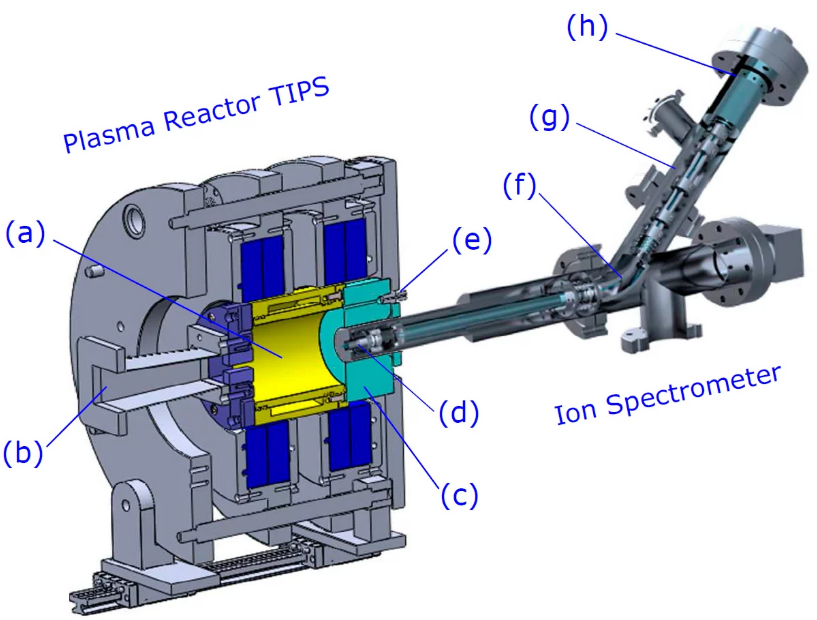 (h)
Plasma Reactor TIPS
(g)
(f)
(a)
(e)
(d)
Ion Spectrometer
(b)
(c)